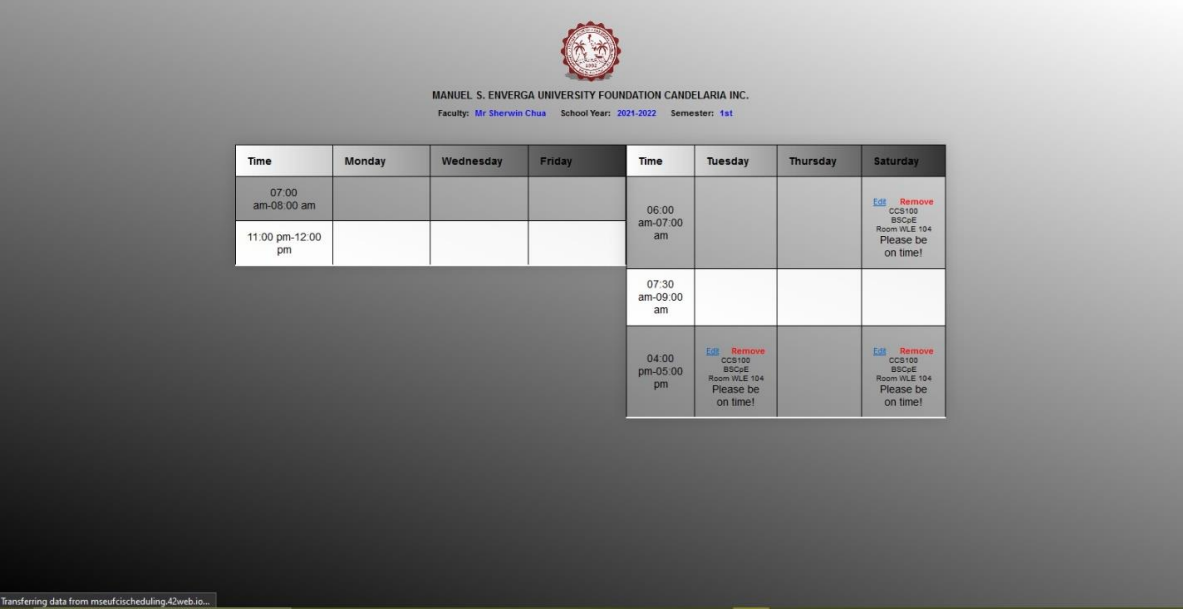 1992
MANUEL S. ENVERGA UNIVERSITY FOUNDATION CANDELARIA INC.
Faculty: Mr Sherwin Chua School Year: 2021-2022 Semester: 1st
Time Monday Wednesday Friday
07:00
am-08:00 am
11:00 pm-12:00
pm
Time Tuesday Thursday Saturday
06:00
am-07:00
am
Edit Remove
CCS100
BSCpE
Room WLE 104
Please be
on time!
07:30
am-09:00
am
04:00
pm-05:00
pm
Edit Remove
CCS100
BSCpE
Room WLE 104
Please be
on time!
Edit Remove
CCS100
BSCpE
Room WLE 104
Please be
on time!
Transferring data from mseufcischeduling.42web.io...